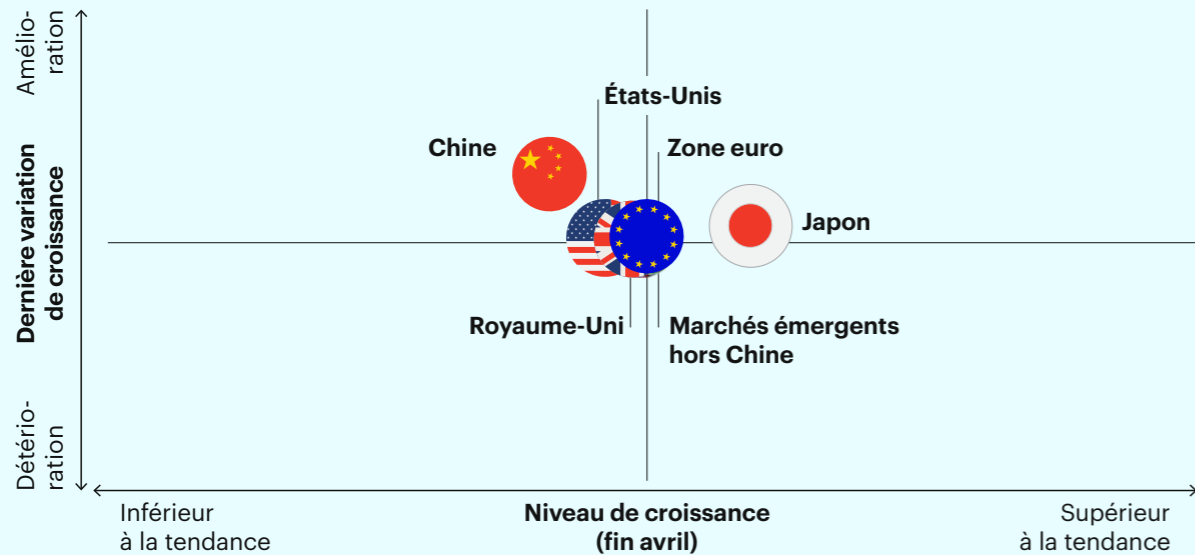 Amélio-
ration
États-Unis
Chine
Zone euro
Dernière variation
de croissance
Japon
Royaume-Uni
Marchés émergents
hors Chine
Détério-
ration
Inférieur
à la tendance
Niveau de croissance
(fin avril)
Supérieur
à la tendance